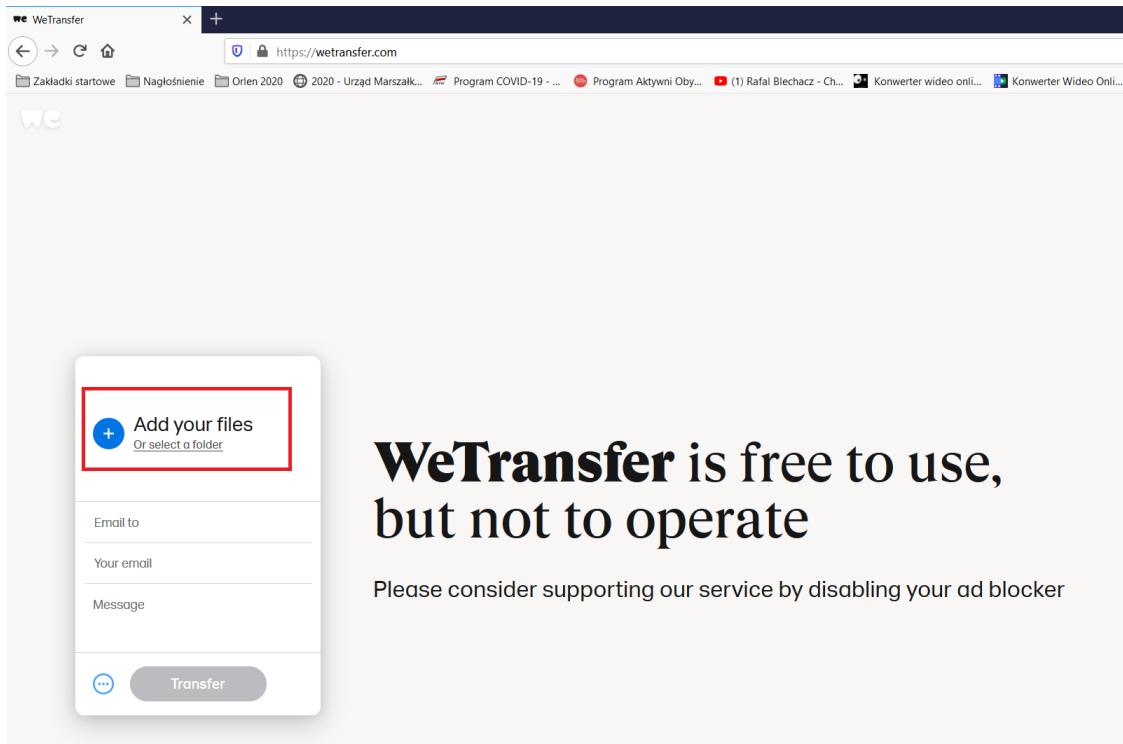 we WeTransfer
https://wetransfer.com
Zakładki startowe Nagłośnienie Orlen 2020 2020 - Urząd Marszałk... Program COVID-19 - ... Program Aktywni Oby... (1) Rafal Blechacz - Ch... Konwerter wideo onli... Konwerter Wideo Onli...
we
Add your files
Or select a folder
Email to
Your email
Message
Transfer
WeTransfer is free to use,
but not to operate
Please consider supporting our service by disabling your ad blocker